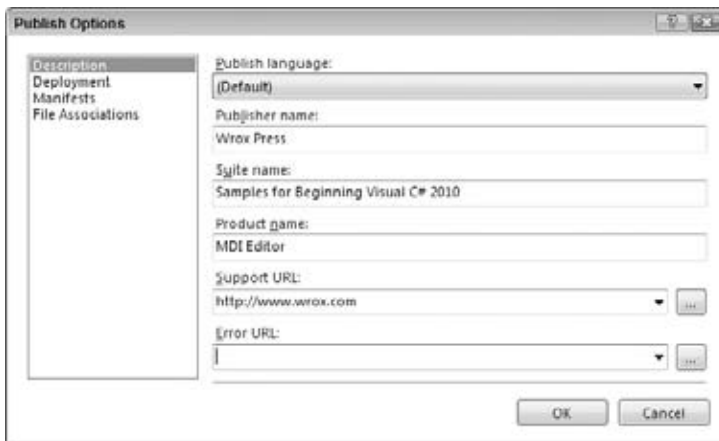 Publish Options
Description
Deployment
Manifests
File Associations
Publish language:
(Default)
Publisher name:
Wrox Press
Suite name:
Samples for Beginning Visual C# 2010
Product name:
MDI Editor
Support URL:
http://www.wrox.com
...
Error URL:
...
OK
Cancel